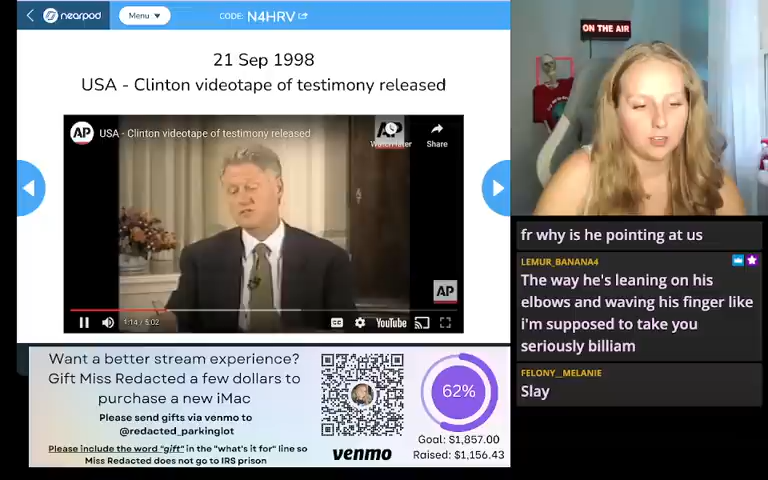 nearpod
Menu
CODE: N4HRV
21 Sep 1998
USA - Clinton videotape of testimony released
AP
USA - Clinton videotape of testimony released
AP
Watch later
Share
AP
1:14 / 5:02
CC
YouTube
ON THE AIR
fr why is he pointing at us
LEMUR_BANANA4
The way he's leaning on his
elbows and waving his finger like
i'm supposed to take you
seriously billiam
FELONY__MELANIE
Slay
Want a better stream experience?
Gift Miss Redacted a few dollars to
purchase a new iMac
Please send gifts via venmo to
@redacted_parkinglot
Please include the word "gift" in the "what's it for" line so
Miss Redacted does not go to IRS prison
venmo
62%
Goal: $1,857.00
Raised: $1,156.43